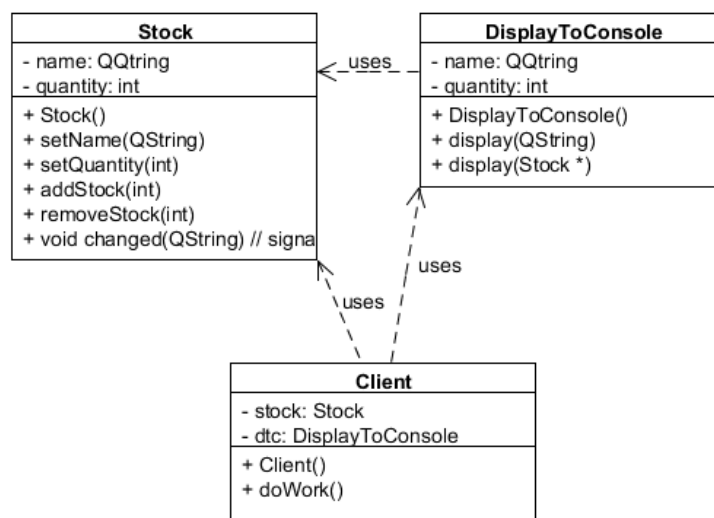 Stock
- name: QQtring
- quantity: int
+ Stock()
+ setName(QString)
+ setQuantity(int)
+ addStock(int)
+ removeStock(int)
+ void changed(QString) // signa
uses
DisplayToConsole
- name: QQtring
- quantity: int
+ DisplayToConsole()
+ display(QString)
+ display(Stock *)
uses
uses
Client
- stock: Stock
- dtc: DisplayToConsole
+ Client()
+ doWork()